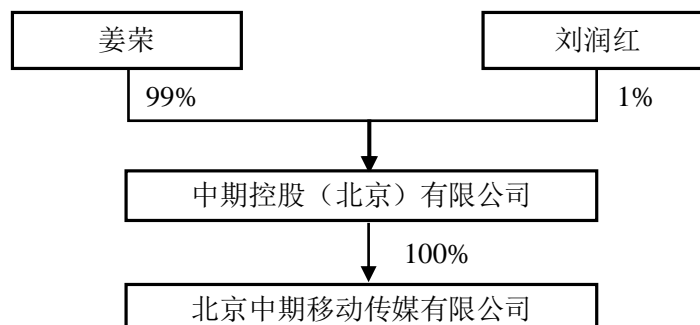 姜荣
刘润红
99%
1%
中期控股（北京）有限公司
100%
北京中期移动传媒有限公司